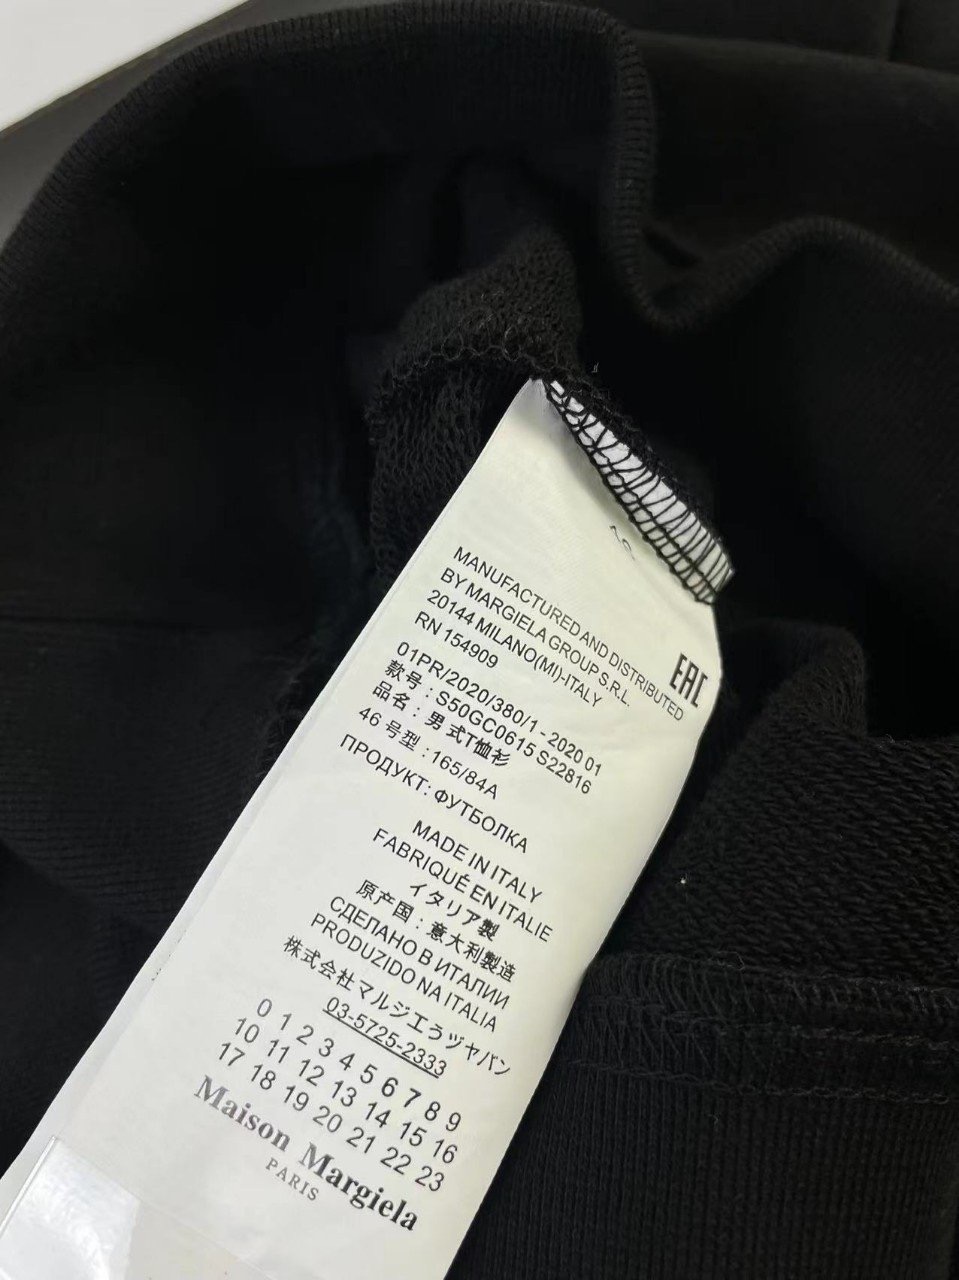 MANUFACTURED AND DISTRIBUTED
BY MARGIELA GROUP S.R.L.
20144 MILANO(MI)-ITALY
RN 154909
EAC
01PR/2020/380/1 - 2020 01
款号：S50GC0615 S22816
品名：男式T恤衫
46 号型：165/84A
ПРОДУКТ: ФУТБОЛКА
MADE IN ITALY
FABRIQUÉ EN ITALIE
イタリア製
原产国：意大利製造
СДЕЛАНО В ИТАЛИИ
PRODUZIDO NA ITALIA
株式会社マルジエラヅヤパン
03-5725-2333
0 1 2 3 4 5 6 7 8 9
10 11 12 13 14 15 16
17 18 19 20 21 22 23
Maison Margiela
PARIS